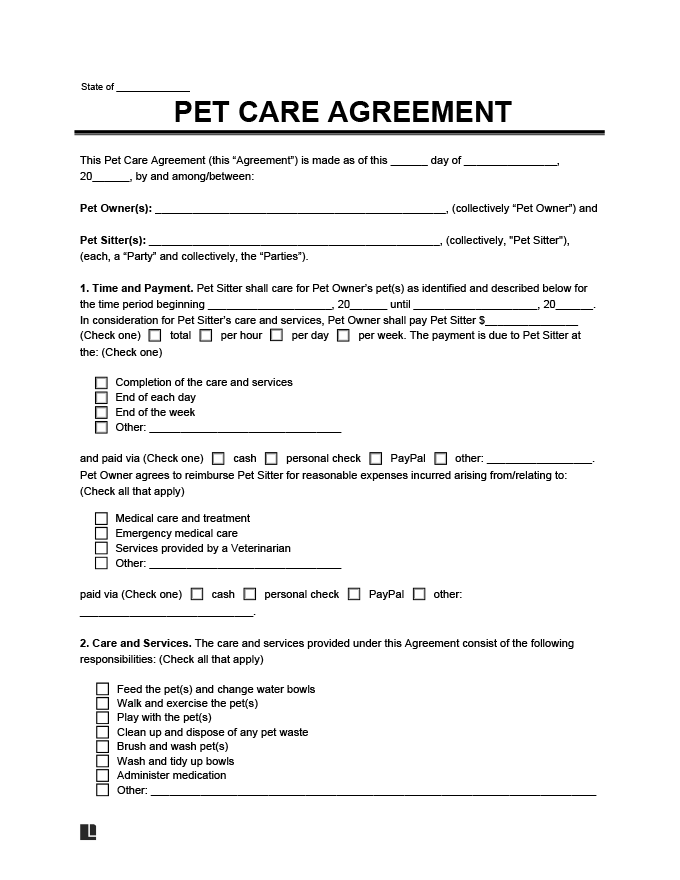 State of _____________
PET CARE AGREEMENT
This Pet Care Agreement (this “Agreement”) is made as of this ______ day of _______________,
20______, by and among/between:
Pet Owner(s): _______________________________________________, (collectively “Pet Owner”) and
Pet Sitter(s): _______________________________________________, (collectively, "Pet Sitter"),
(each, a “Party” and collectively, the “Parties”).
1. Time and Payment. Pet Sitter shall care for Pet Owner’s pet(s) as identified and described below for
the time period beginning ____________________, 20______ until ____________________, 20______.
In consideration for Pet Sitter’s care and services, Pet Owner shall pay Pet Sitter $_______________
(Check one) ☐ total ☐ per hour ☐ per day ☐ per week. The payment is due to Pet Sitter at
the: (Check one)
☐ Completion of the care and services
☐ End of each day
☐ End of the week
☐ Other: _______________________________
and paid via (Check one) ☐ cash ☐ personal check ☐ PayPal ☐ other: _________________.
Pet Owner agrees to reimburse Pet Sitter for reasonable expenses incurred arising from/relating to:
(Check all that apply)
☐ Medical care and treatment
☐ Emergency medical care
☐ Services provided by a Veterinarian
☐ Other: _______________________________
paid via (Check one) ☐ cash ☐ personal check ☐ PayPal ☐ other:
____________________________.
2. Care and Services. The care and services provided under this Agreement consist of the following
responsibilities: (Check all that apply)
☐ Feed the pet(s) and change water bowls
☐ Walk and exercise the pet(s)
☐ Play with the pet(s)
☐ Clean up and dispose of any pet waste
☐ Brush and wash pet(s)
☐ Wash and tidy up bowls
☐ Administer medication
☐ Other: ________________________________________________________________________